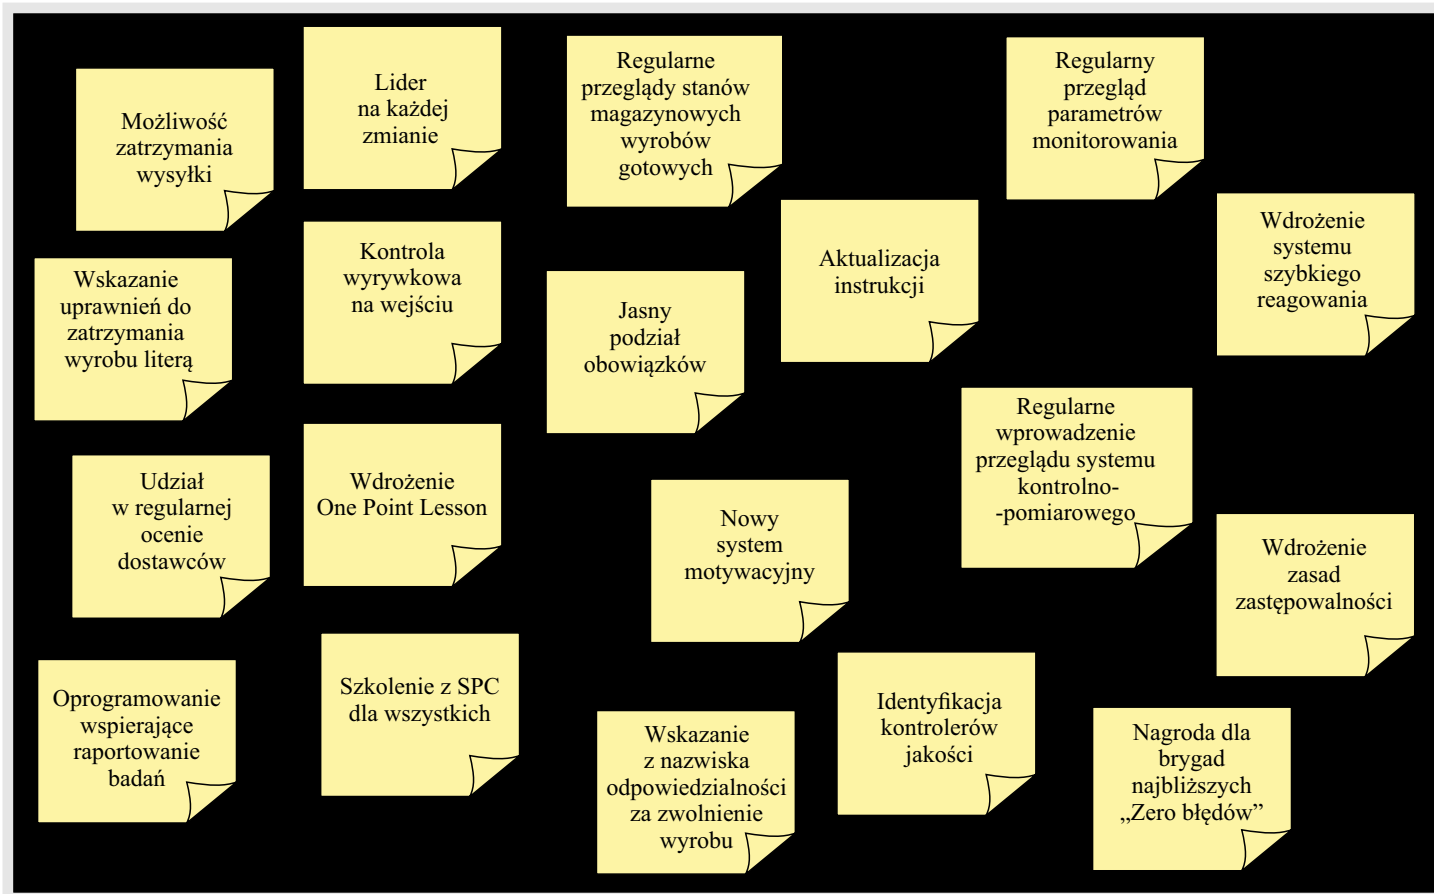 Możliwość
zatrzymania
wysyłki
Lider
na każdej
zmianie
Regularne
przeglądy stanów
magazynowych
wyrobów
gotowych
Regularny
przegląd
parametrów
monitorowania
Wskazanie
uprawnień do
zatrzymania
wyrobu literą
Kontrola
wyrywkowa
na wejściu
Jasny
podział
obowiązków
Aktualizacja
instrukcji
Wdrożenie
systemu
szybkiego
reagowania
Udział
w regularnej
ocenie
dostawców
Wdrożenie
One Point Lesson
Nowy
system
motywacyjny
Regularne
wprowadzenie
przeglądu systemu
kontrolno-
-pomiarowego
Wdrożenie
zasad
zastępowalności
Oprogramowanie
wspierające
raportowanie
badań
Szkolenie z SPC
dla wszystkich
Wskazanie
z nazwiska
odpowiedzialności
za zwolnienie
wyrobu
Identyfikacja
kontrolerów
jakości
Nagroda dla
brygad
najbliższych
„Zero błędów”